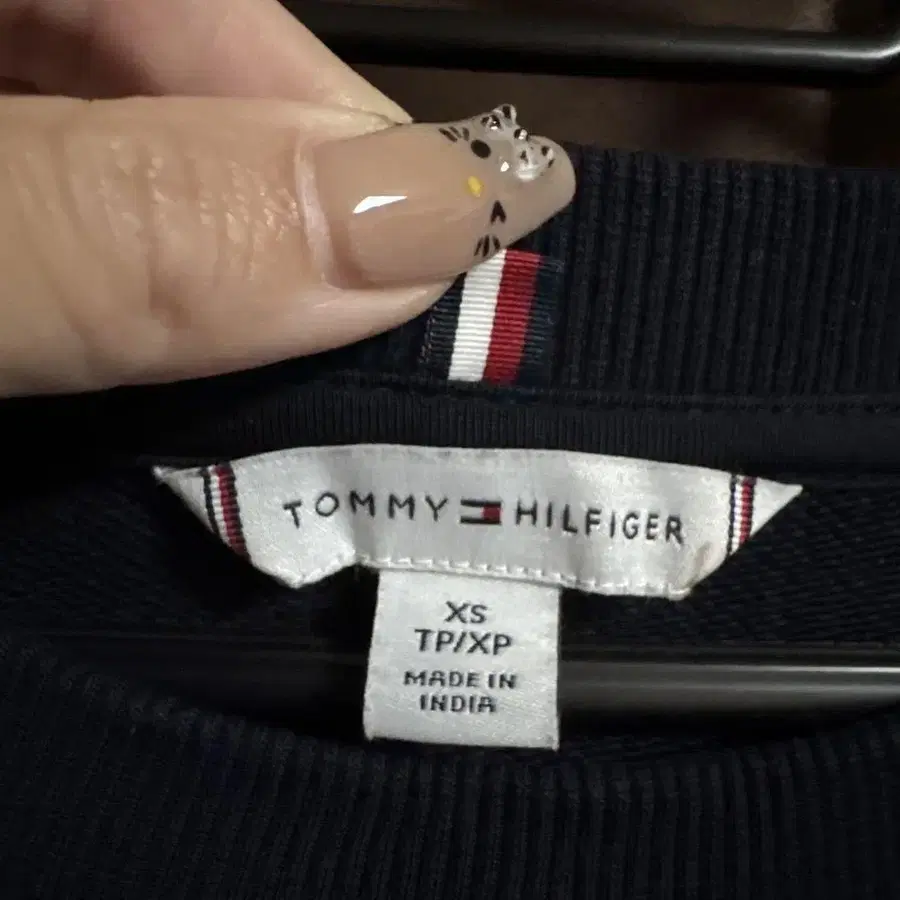 TOMMY HILFIGER
XS
TP/XP
MADE IN
INDIA